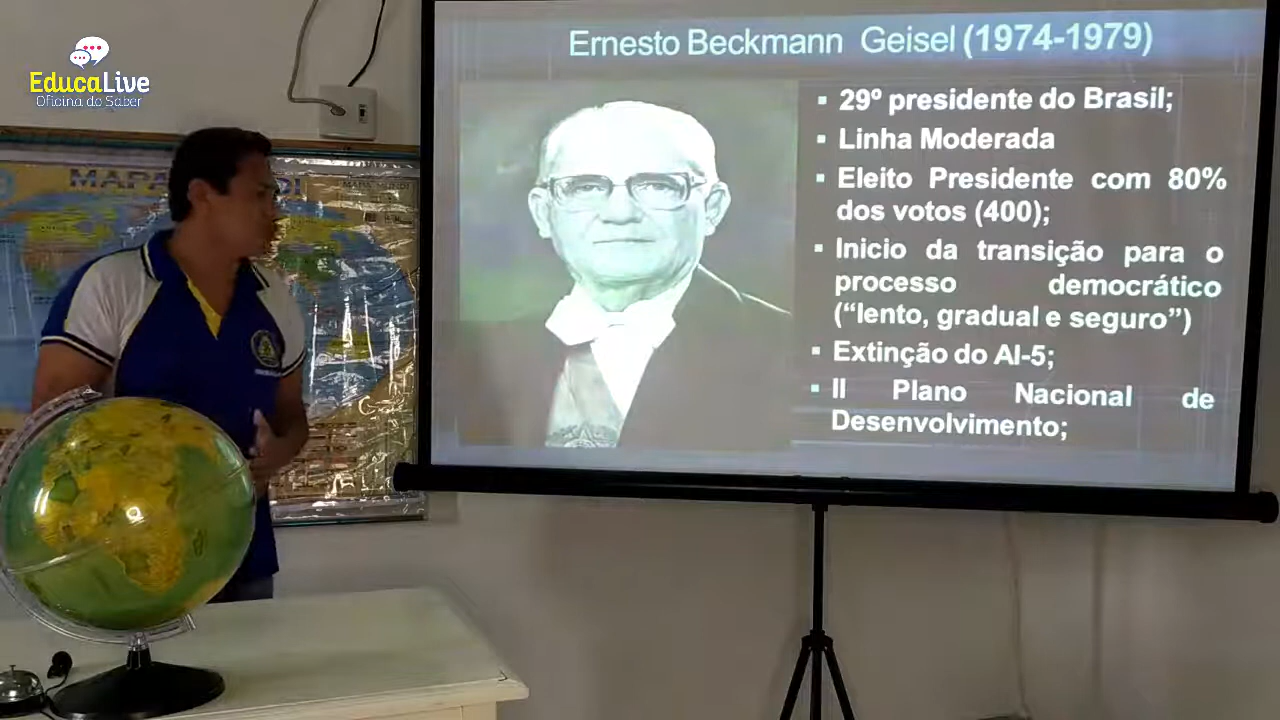 EducaLive
Oficina do Saber
Ernesto Beckmann Geisel (1974-1979)
▪ 29º presidente do Brasil;
▪ Linha Moderada
▪ Eleito Presidente com 80%
dos votos (400);
▪ Inicio da transição para o
processo democrático
(“lento, gradual e seguro”)
▪ Extinção do AI-5;
▪ II Plano Nacional de
Desenvolvimento;
MAPA